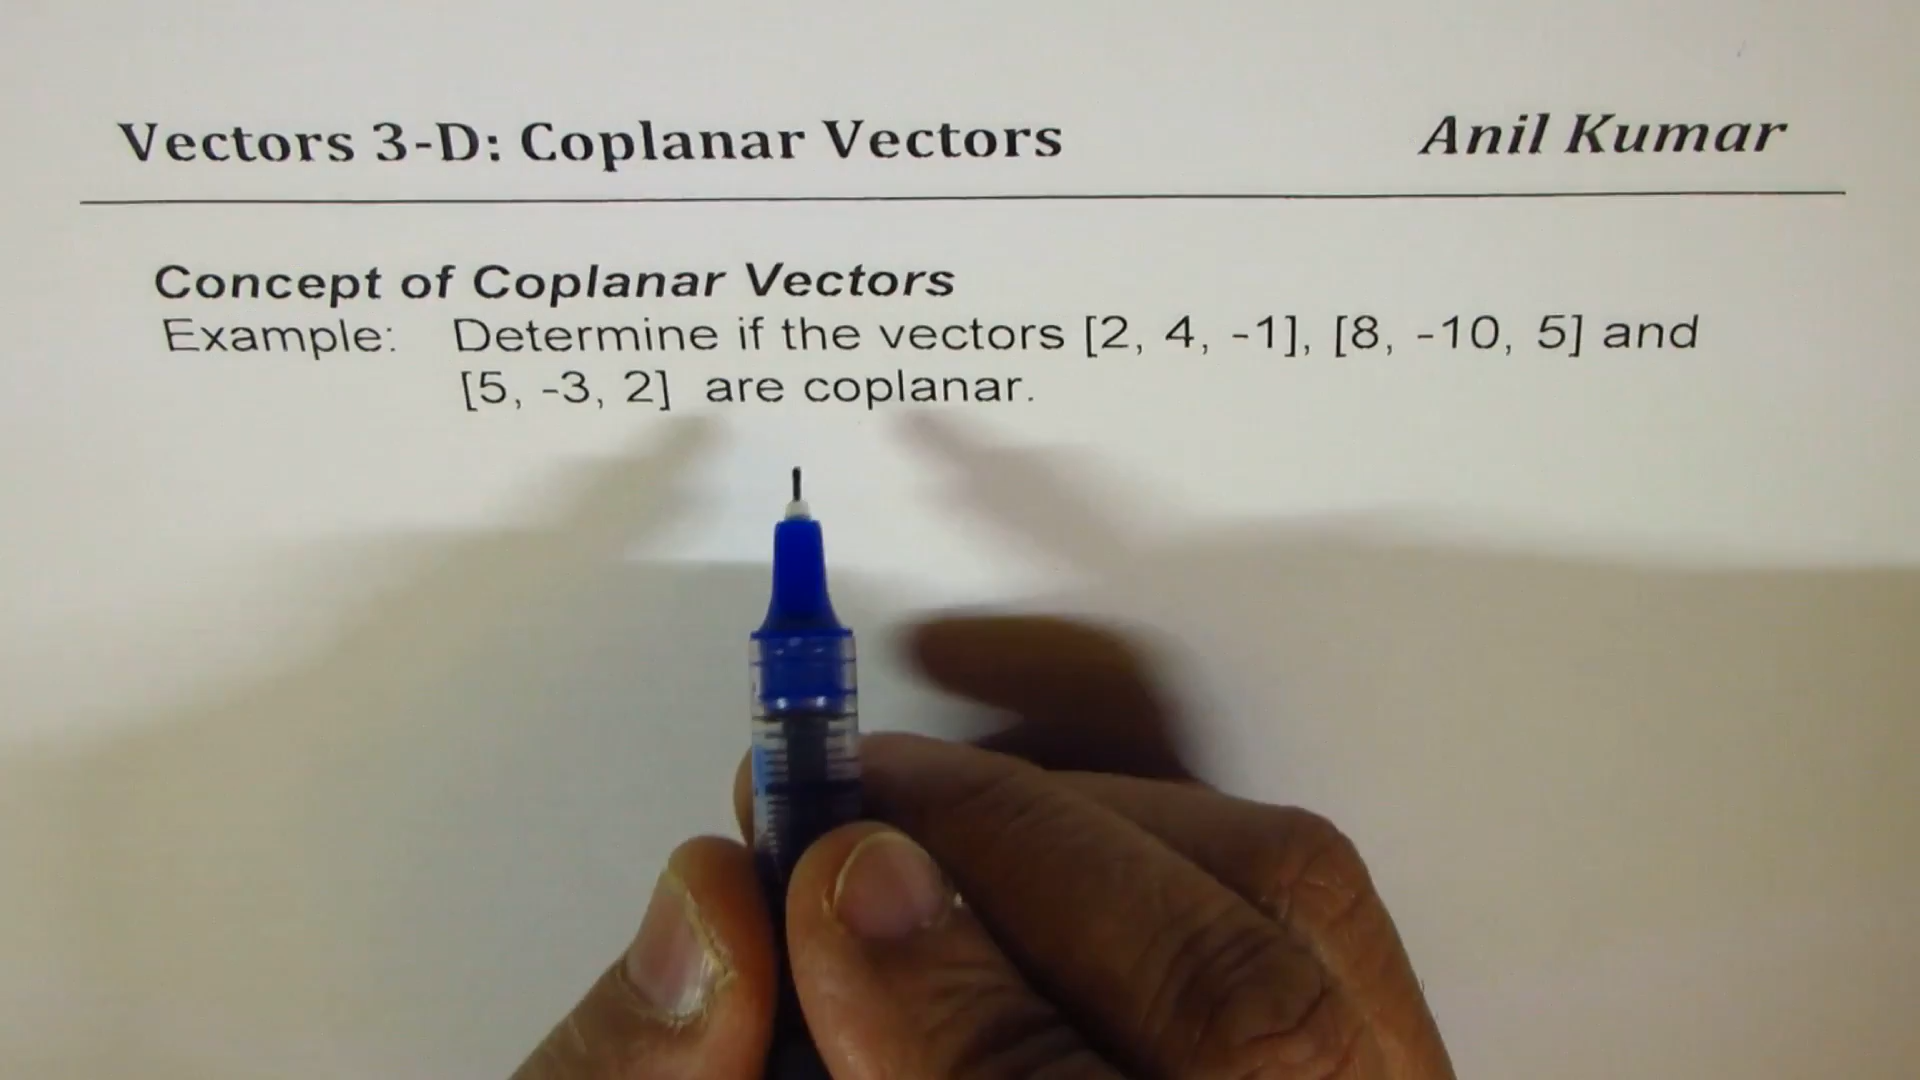 Vectors 3-D: Coplanar Vectors Anil Kumar
Concept of Coplanar Vectors
Example: Determine if the vectors [2, 4, -1], [8, -10, 5] and
[5, -3, 2] are coplanar.